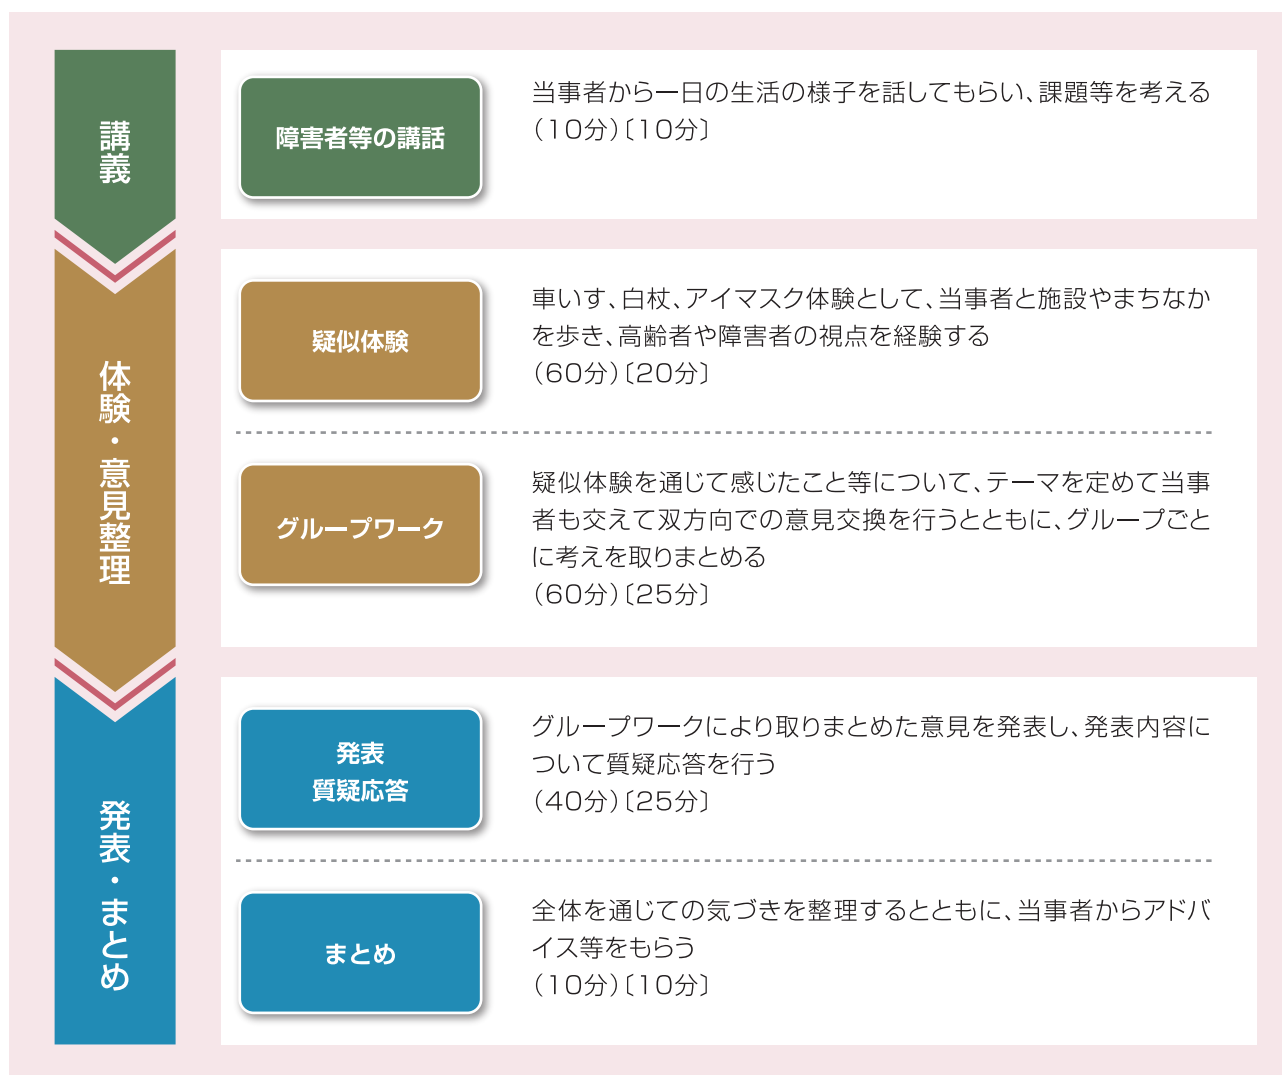 講義
障害者等の講話
当事者から一日の生活の様子を話してもらい、課題等を考える
（10分）〔10分〕
体験・意見整理
疑似体験
車いす、白杖、アイマスク体験として、当事者と施設やまちなか
を歩き、高齢者や障害者の視点を経験する
（60分）〔20分〕
グループワーク
疑似体験を通じて感じたこと等について、テーマを定めて当事
者も交えて双方向での意見交換を行うとともに、グループごと
に考えを取りまとめる
（60分）〔25分〕
発表・まとめ
発表
質疑応答
グループワークにより取りまとめた意見を発表し、発表内容に
ついて質疑応答を行う
（40分）〔25分〕
まとめ
全体を通じての気づきを整理するとともに、当事者からアドバ
イス等をもらう
（10分）〔10分〕